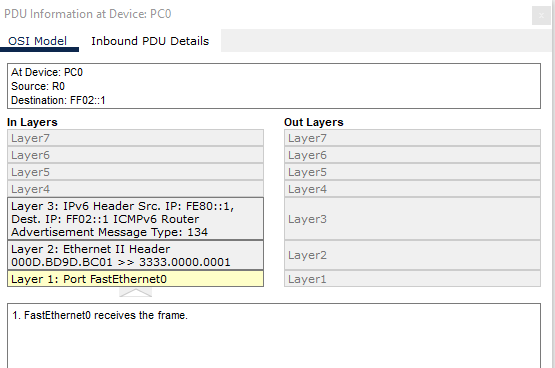 PDU Information at Device: PC0
OSI Model Inbound PDU Details
At Device: PC0
Source: R0
Destination: FF02::1
In Layers Out Layers
Layer7 Layer7
Layer6 Layer6
Layer5 Layer5
Layer4 Layer4
Layer 3: IPv6 Header Src. IP: FE80::1,
Dest. IP: FF02::1 ICMPv6 Router
Advertisement Message Type: 134
Layer3
Layer 2: Ethernet II Header
000D.BD9D.BC01 >> 3333.0000.0001
Layer2
Layer 1: Port FastEthernet0 Layer1
1. FastEthernet0 receives the frame.